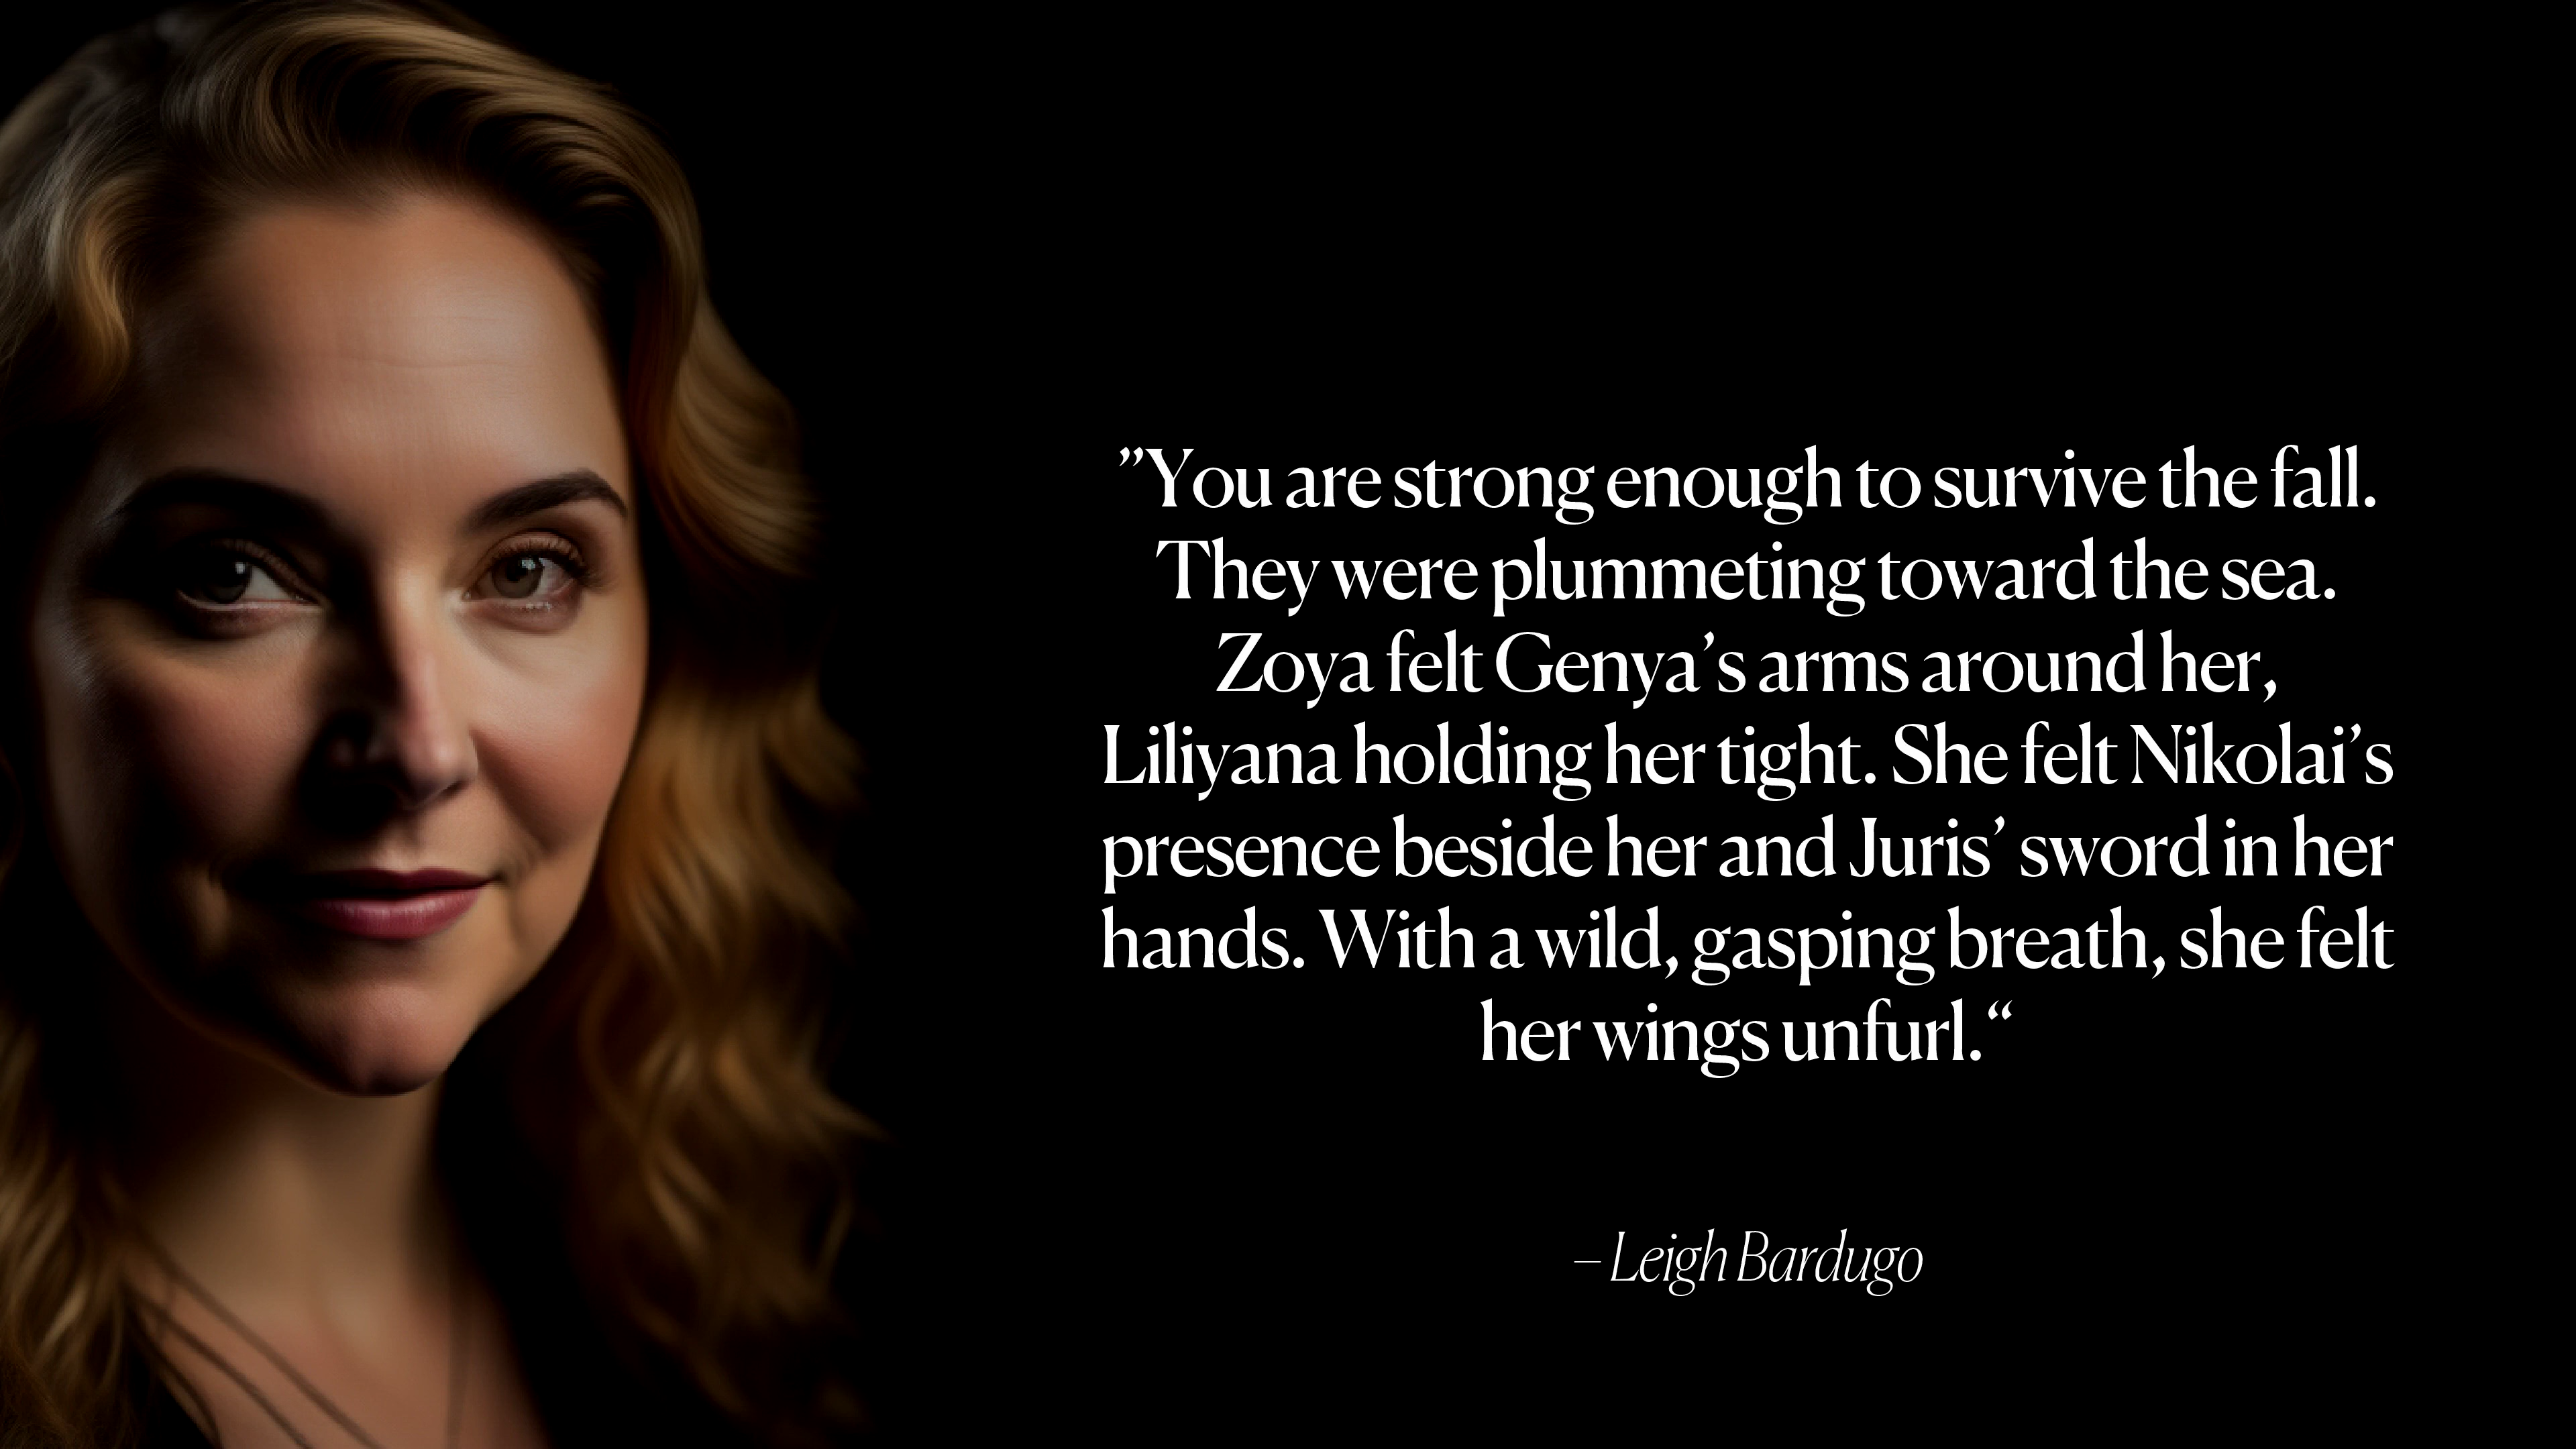 ”You are strong enough to survive the fall.
They were plummeting toward the sea.
Zoya felt Genya’s arms around her,
Liliyana holding her tight. She felt Nikolai’s
presence beside her and Juris’ sword in her
hands. With a wild, gasping breath, she felt
her wings unfurl.“
– Leigh Bardugo